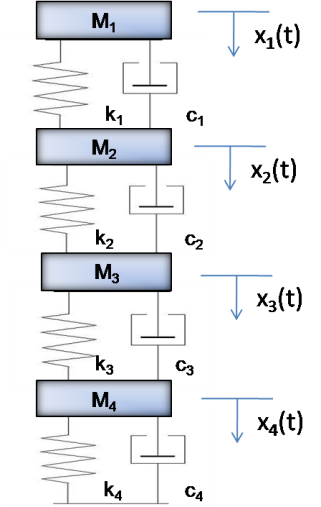 M₁
x₁(t)
k₁ c₁
M₂
x₂(t)
k₂ c₂
M₃
x₃(t)
k₃ c₃
M₄
x₄(t)
k₄ c₄